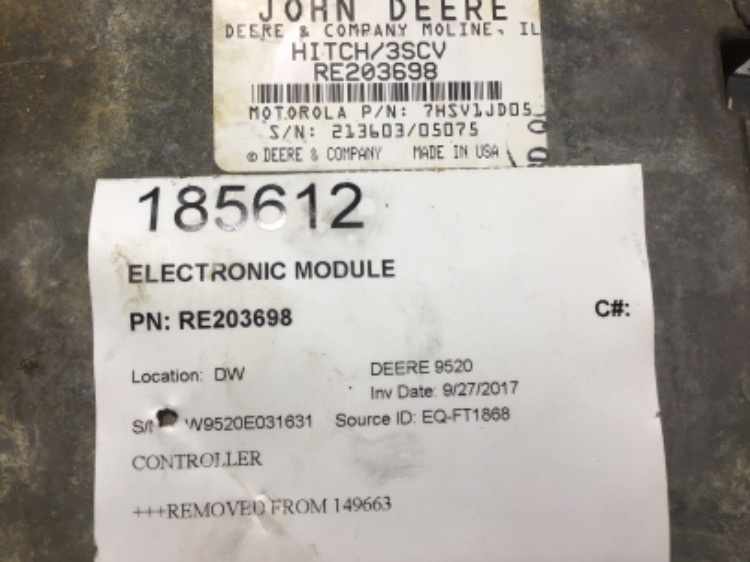 JOHN DEERE
DEERE & COMPANY MOLINE, IL
HITCH/3SCV
RE203698
MOTOROLA P/N: 7HSV1JD05
S/N: 213603/05075
© DEERE & COMPANY MADE IN USA
185612
ELECTRONIC MODULE
PN: RE203698 C#:
Location: DW DEERE 9520
Inv Date: 9/27/2017
S/N W9520E031631 Source ID: EQ-FT1868
CONTROLLER
+++REMOVED FROM 149663